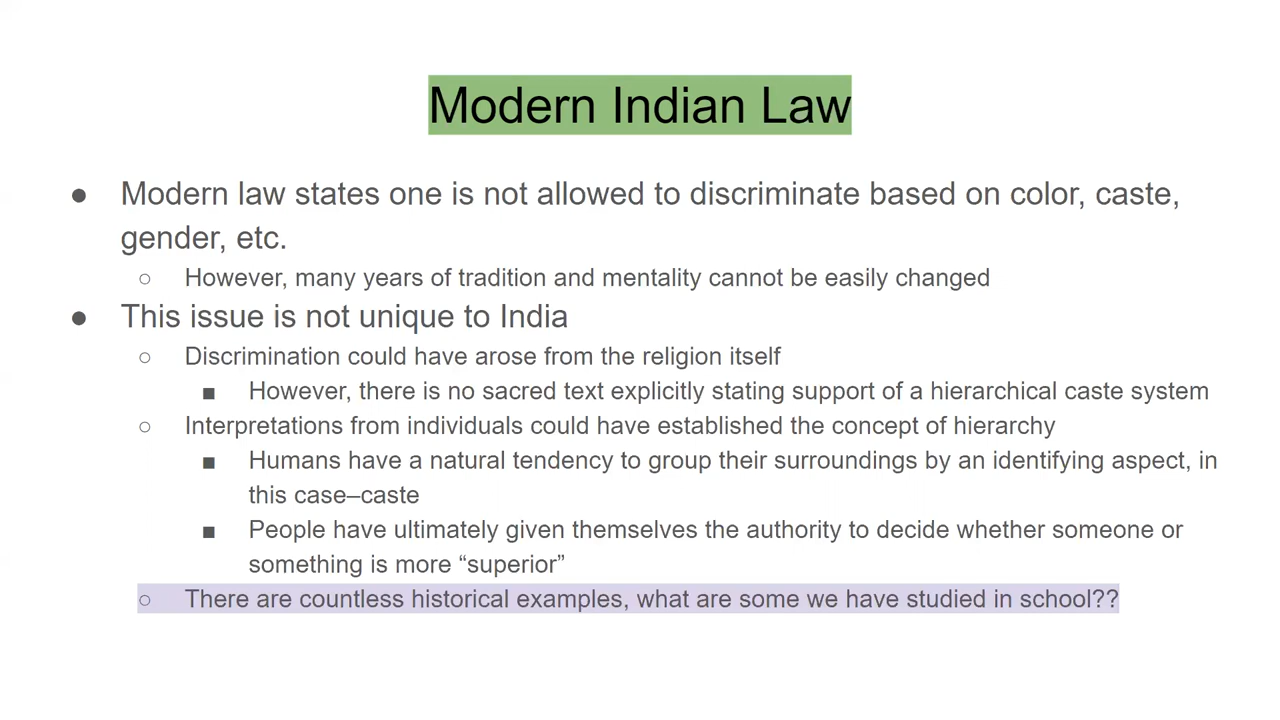 Modern Indian Law
● Modern law states one is not allowed to discriminate based on color, caste,
gender, etc.
○ However, many years of tradition and mentality cannot be easily changed
● This issue is not unique to India
○ Discrimination could have arose from the religion itself
■ However, there is no sacred text explicitly stating support of a hierarchical caste system
○ Interpretations from individuals could have established the concept of hierarchy
■ Humans have a natural tendency to group their surroundings by an identifying aspect, in
this case–caste
■ People have ultimately given themselves the authority to decide whether someone or
something is more “superior”
○ There are countless historical examples, what are some we have studied in school??